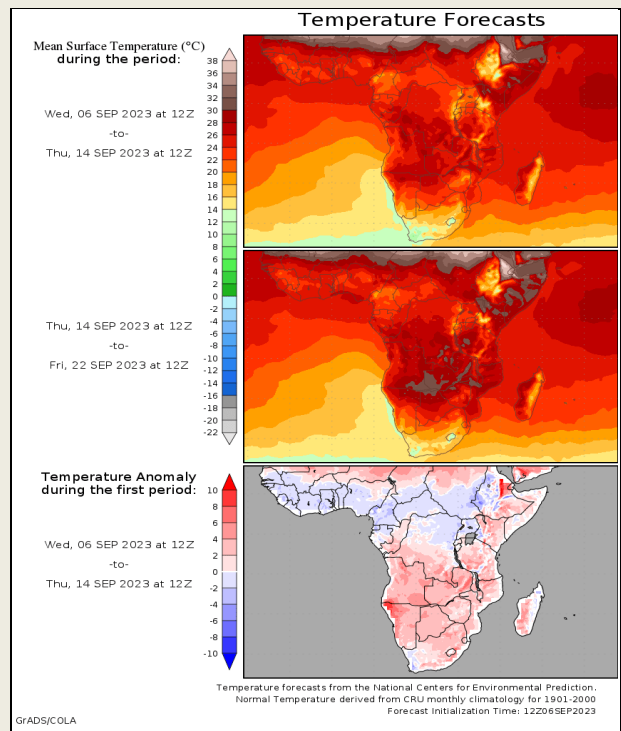 Temperature Forecasts
Mean Surface Temperature (°C)
during the period:
Wed, 06 SEP 2023 at 12Z
-to-
Thu, 14 SEP 2023 at 12Z
38
36
34
32
30
28
26
24
22
20
18
16
14
12
10
8
6
4
2
0
-2
-4
-6
-8
-10
-12
-14
-16
-18
-20
-22
Thu, 14 SEP 2023 at 12Z
-to-
Fri, 22 SEP 2023 at 12Z
Temperature Anomaly
during the first period:
Wed, 06 SEP 2023 at 12Z
-to-
Thu, 14 SEP 2023 at 12Z
10
8
6
4
2
0
-2
-4
-6
-8
-10
Temperature forecasts from the National Centers for Environmental Prediction.
Normal Temperature derived from CRU monthly climatology for 1901-2000
Forecast Initialization Time: 12Z06SEP2023
GrADS/COLA